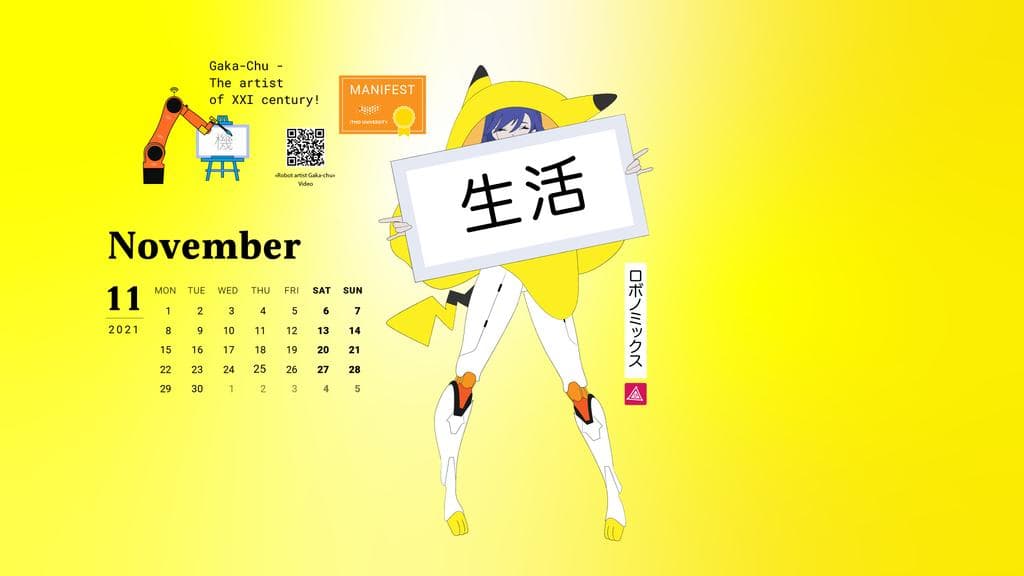 Gaka-Chu -
The artist
of XXI century!
機
«Robot artist Gaka-chu»
Video
MANIFEST
ITMO UNIVERSITY
生活
ロボノミックス
November
11
2021
MON TUE WED THU FRI SAT SUN
1 2 3 4 5 6 7
8 9 10 11 12 13 14
15 16 17 18 19 20 21
22 23 24 25 26 27 28
29 30 1 2 3 4 5